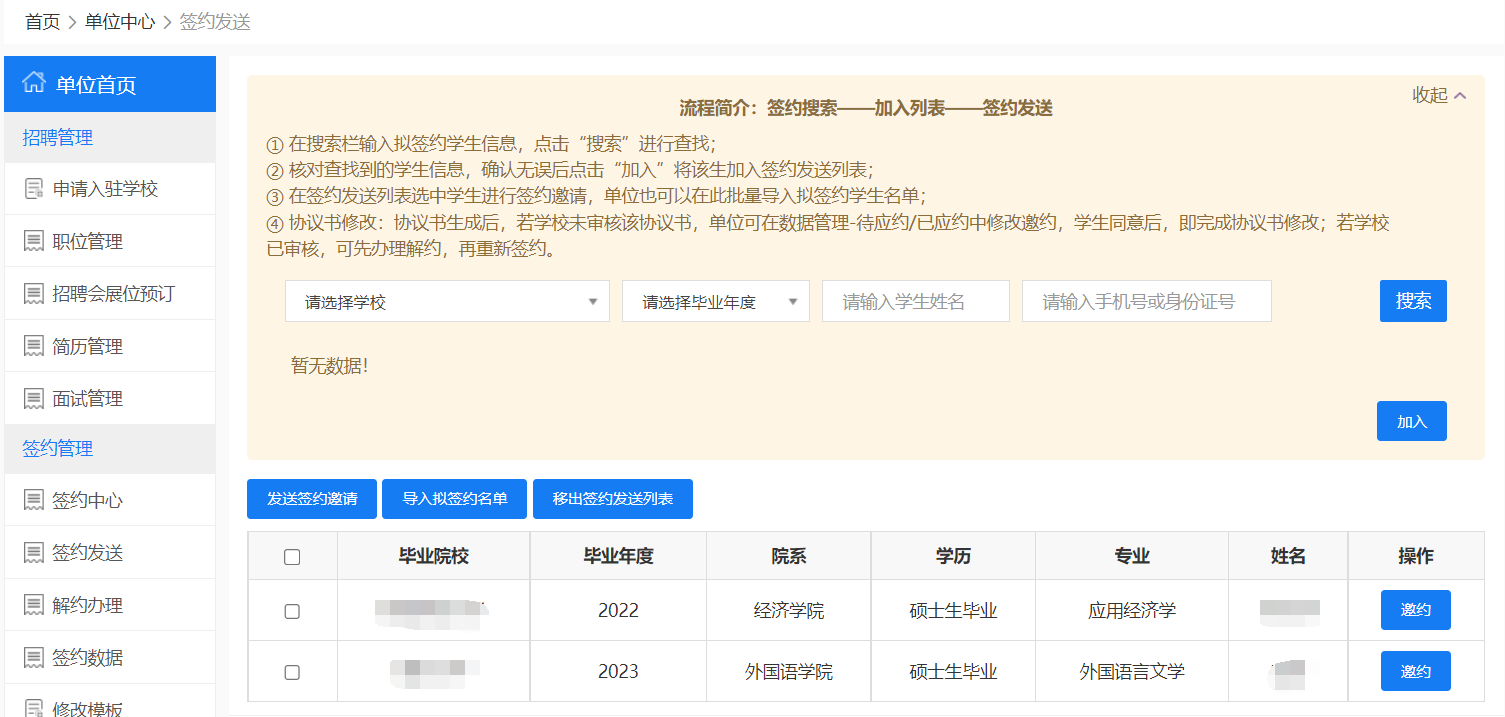 首页 > 单位中心 > 签约发送
单位首页
招聘管理
申请入驻学校
职位管理
招聘会展位预订
简历管理
面试管理
签约管理
签约中心
签约发送
解约办理
签约数据
修改模板
收起
流程简介：签约搜索——加入列表——签约发送
① 在搜索栏输入拟签约学生信息，点击“搜索”进行查找；
② 核对查找到的学生信息，确认无误后点击“加入”将该生加入签约发送列表；
③ 在签约发送列表选中学生进行签约邀请，单位也可以在此批量导入拟签约学生名单；
④ 协议书修改：协议书生成后，若学校未审核该协议书，单位可在数据管理-待应约/已应约中修改邀约，学生同意后，即完成协议书修改；若学校
已审核，可先办理解约，再重新签约。
请选择学校 请选择毕业年度 请输入学生姓名 请输入手机号或身份证号 搜索
暂无数据！
加入
发送签约邀请 导入拟签约名单 移出签约发送列表
毕业院校 毕业年度 院系 学历 专业 姓名 操作
2022 经济学院 硕士生毕业 应用经济学 邀约
2023 外国语学院 硕士生毕业 外国语言文学 邀约